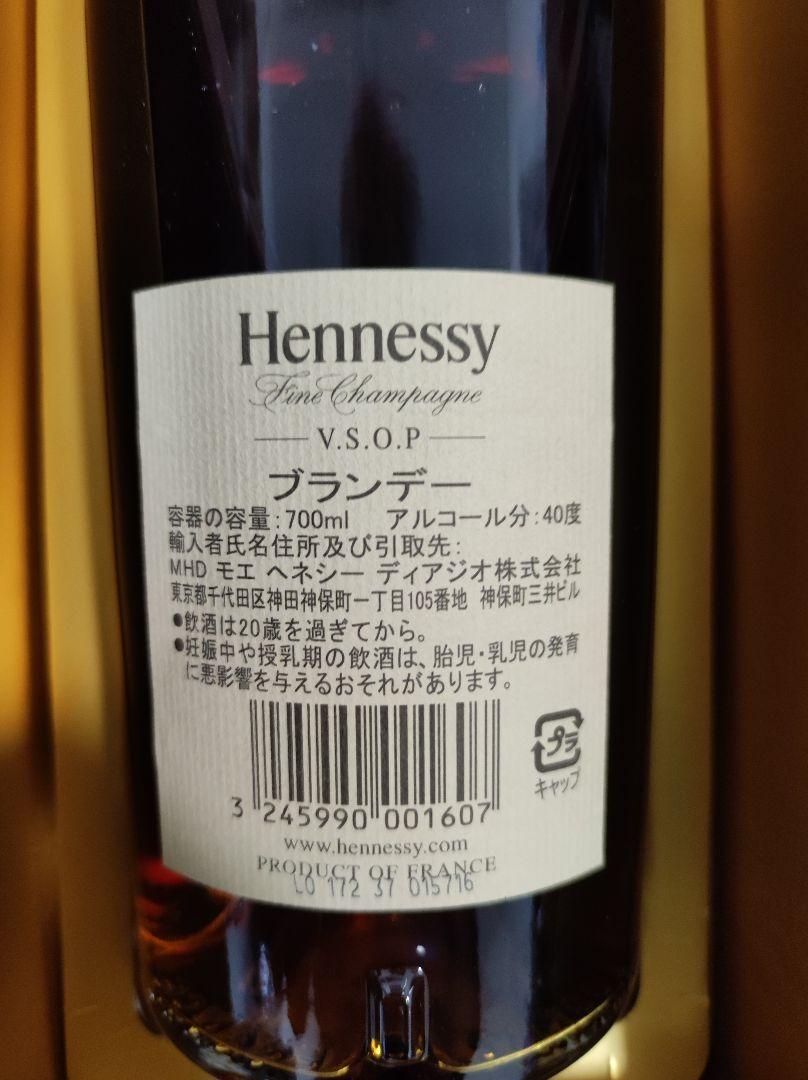 Hennessy
Fine Champagne
V.S.O.P
ブランデー
容器の容量:700ml アルコール分:40度
輸入者氏名住所及び引取先:
MHD モエ ヘネシー ディアジオ株式会社
東京都千代田区神田神保町一丁目105番地 神保町三井ビル
●飲酒は20歳を過ぎてから。
●妊娠中や授乳期の飲酒は、胎児・乳児の発育
に悪影響を与えるおそれがあります。
プラ
キャップ
3 245990 001607
www.hennessy.com
PRODUCT OF FRANCE
LO 172 37 015716